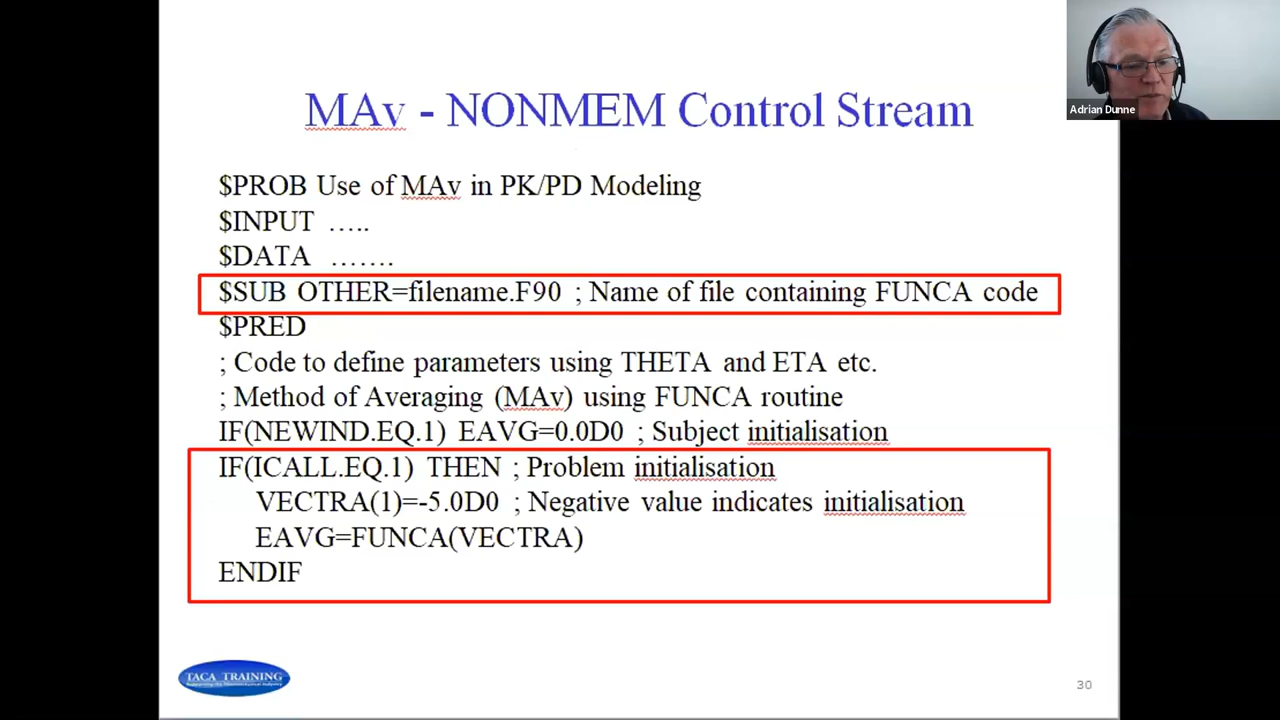 Adrian Dunne
MAv - NONMEM Control Stream
$PROB Use of MAv in PK/PD Modeling
$INPUT …..
$DATA …….
$SUB OTHER=filename.F90 ; Name of file containing FUNCA code
$PRED
; Code to define parameters using THETA and ETA etc.
; Method of Averaging (MAv) using FUNCA routine
IF(NEWIND.EQ.1) EAVG=0.0D0 ; Subject initialisation
IF(ICALL.EQ.1) THEN ; Problem initialisation
VECTRA(1)=-5.0D0 ; Negative value indicates initialisation
EAVG=FUNCA(VECTRA)
ENDIF
TACA TRAINING
30